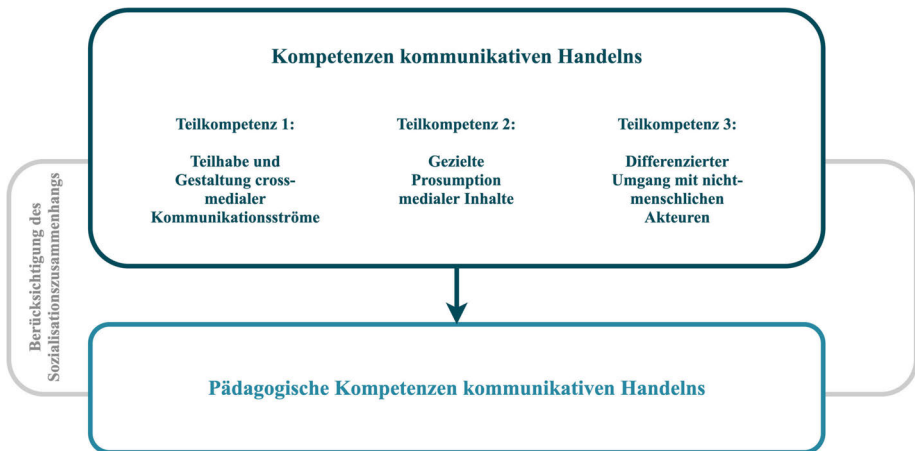 Kompetenzen kommunikativen Handelns
Teilkompetenz 1:
Teilhabe und
Gestaltung cross-
medialer
Kommunikationsströme
Teilkompetenz 2:
Gezielte
Prosumption
medialer Inhalte
Teilkompetenz 3:
Differenzierter
Umgang mit nicht-
menschlichen
Akteuren
Berücksichtigung des
Sozialisationszusammenhangs
Pädagogische Kompetenzen kommunikativen Handelns